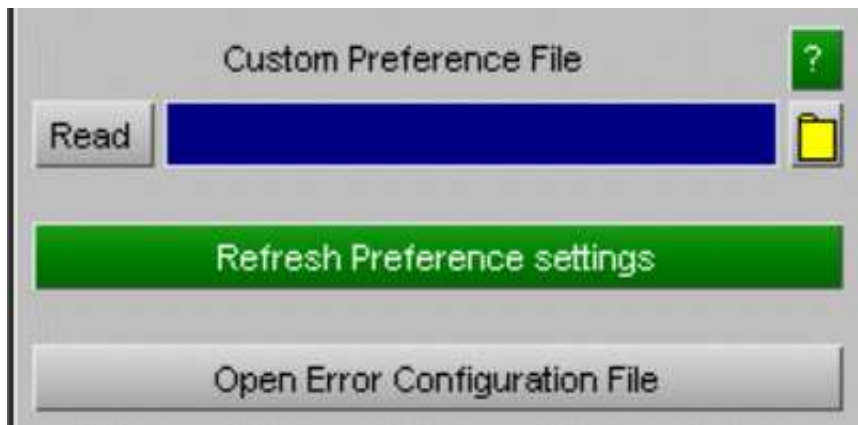 Custom Preference File ?
Read
Refresh Preference settings
Open Error Configuration File